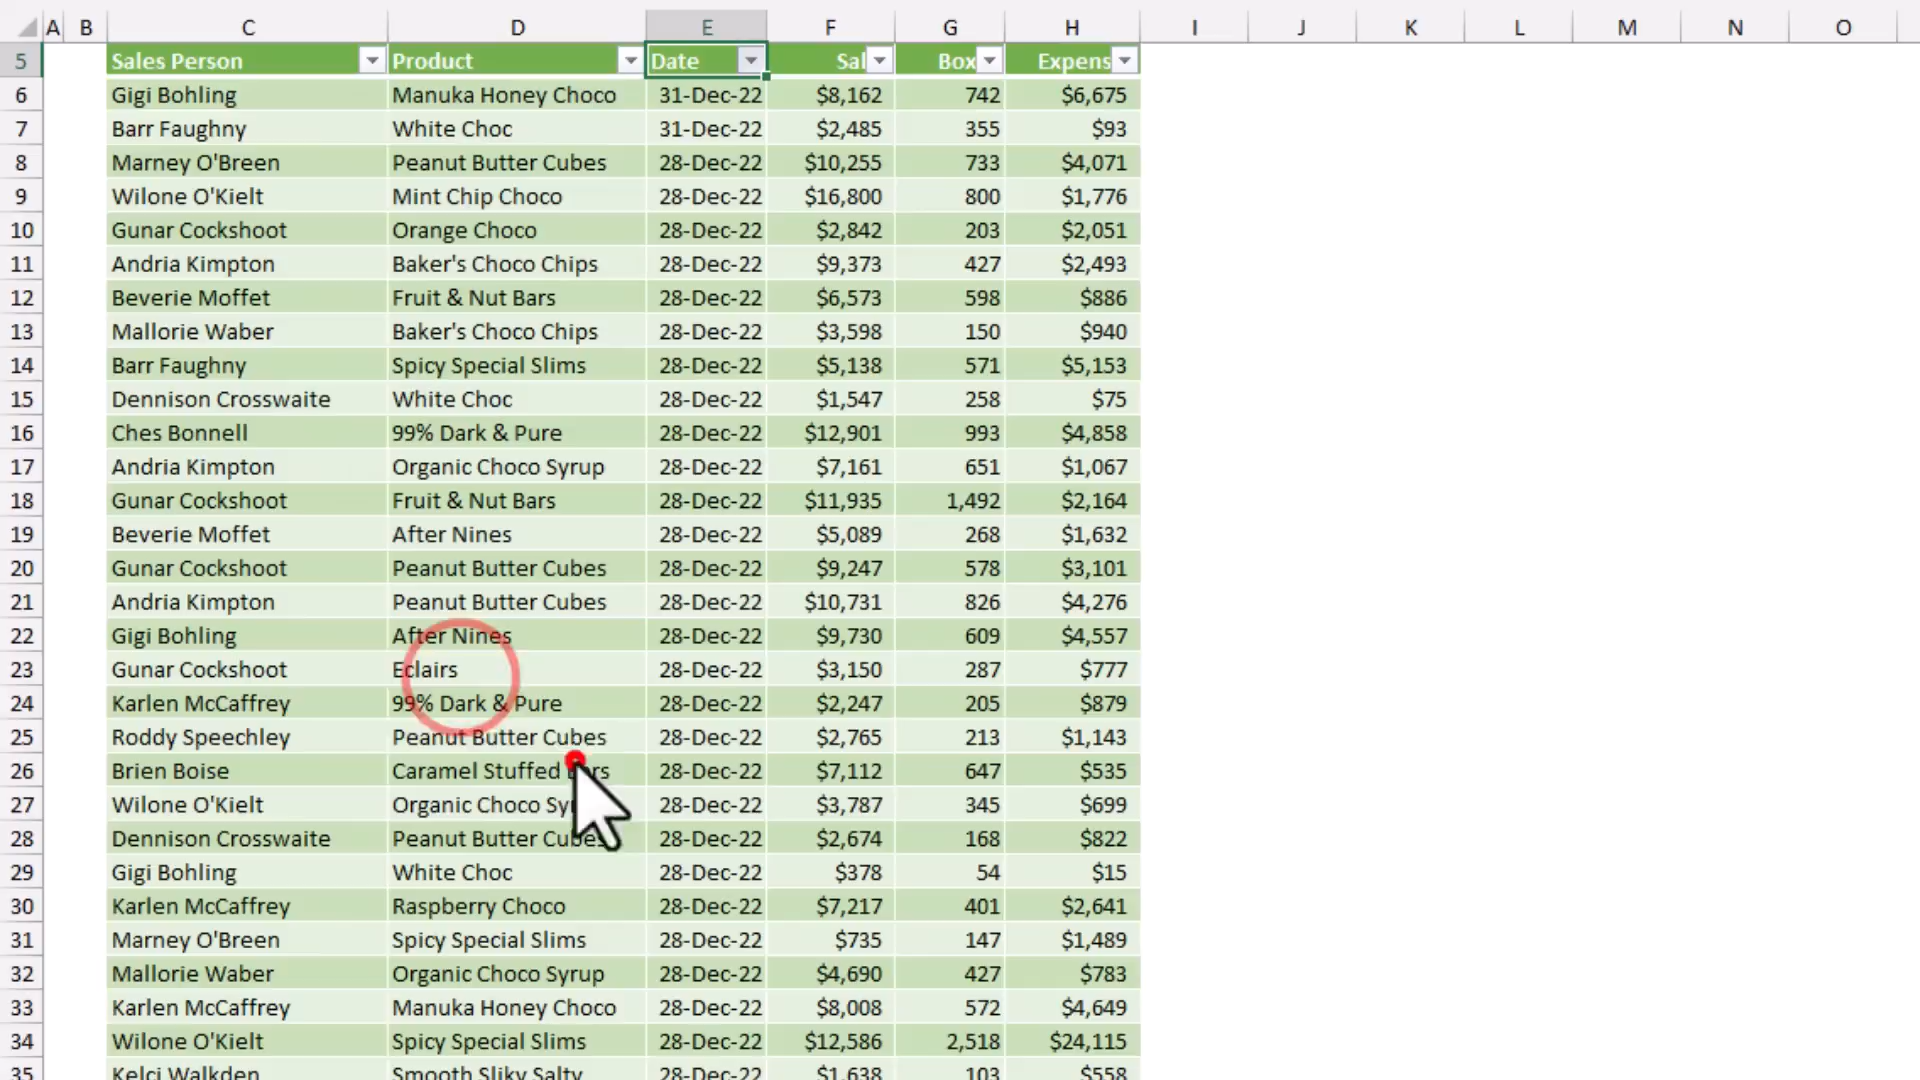 A B C D E F G H I J K L M N O
5 Sales Person Product Date Sal Box Expens
6 Gigi Bohling Manuka Honey Choco 31-Dec-22 $8,162 742 $6,675
7 Barr Faughny White Choc 31-Dec-22 $2,485 355 $93
8 Marney O'Breen Peanut Butter Cubes 28-Dec-22 $10,255 733 $4,071
9 Wilone O'Kielt Mint Chip Choco 28-Dec-22 $16,800 800 $1,776
10 Gunar Cockshoot Orange Choco 28-Dec-22 $2,842 203 $2,051
11 Andria Kimpton Baker's Choco Chips 28-Dec-22 $9,373 427 $2,493
12 Beverie Moffet Fruit & Nut Bars 28-Dec-22 $6,573 598 $886
13 Mallorie Waber Baker's Choco Chips 28-Dec-22 $3,598 150 $940
14 Barr Faughny Spicy Special Slims 28-Dec-22 $5,138 571 $5,153
15 Dennison Crosswaite White Choc 28-Dec-22 $1,547 258 $75
16 Ches Bonnell 99% Dark & Pure 28-Dec-22 $12,901 993 $4,858
17 Andria Kimpton Organic Choco Syrup 28-Dec-22 $7,161 651 $1,067
18 Gunar Cockshoot Fruit & Nut Bars 28-Dec-22 $11,935 1,492 $2,164
19 Beverie Moffet After Nines 28-Dec-22 $5,089 268 $1,632
20 Gunar Cockshoot Peanut Butter Cubes 28-Dec-22 $9,247 578 $3,101
21 Andria Kimpton Peanut Butter Cubes 28-Dec-22 $10,731 826 $4,276
22 Gigi Bohling After Nines 28-Dec-22 $9,730 609 $4,557
23 Gunar Cockshoot Eclairs 28-Dec-22 $3,150 287 $777
24 Karlen McCaffrey 99% Dark & Pure 28-Dec-22 $2,247 205 $879
25 Roddy Speechley Peanut Butter Cubes 28-Dec-22 $2,765 213 $1,143
26 Brien Boise Caramel Stuffed Bars 28-Dec-22 $7,112 647 $535
27 Wilone O'Kielt Organic Choco Sy 28-Dec-22 $3,787 345 $699
28 Dennison Crosswaite Peanut Butter Cubes 28-Dec-22 $2,674 168 $822
29 Gigi Bohling White Choc 28-Dec-22 $378 54 $15
30 Karlen McCaffrey Raspberry Choco 28-Dec-22 $7,217 401 $2,641
31 Marney O'Breen Spicy Special Slims 28-Dec-22 $735 147 $1,489
32 Mallorie Waber Organic Choco Syrup 28-Dec-22 $4,690 427 $783
33 Karlen McCaffrey Manuka Honey Choco 28-Dec-22 $8,008 572 $4,649
34 Wilone O'Kielt Spicy Special Slims 28-Dec-22 $12,586 2,518 $24,115
35 Kelci Walkden Smooth Sliky Salty 28-Dec-22 $1,638 103 $558